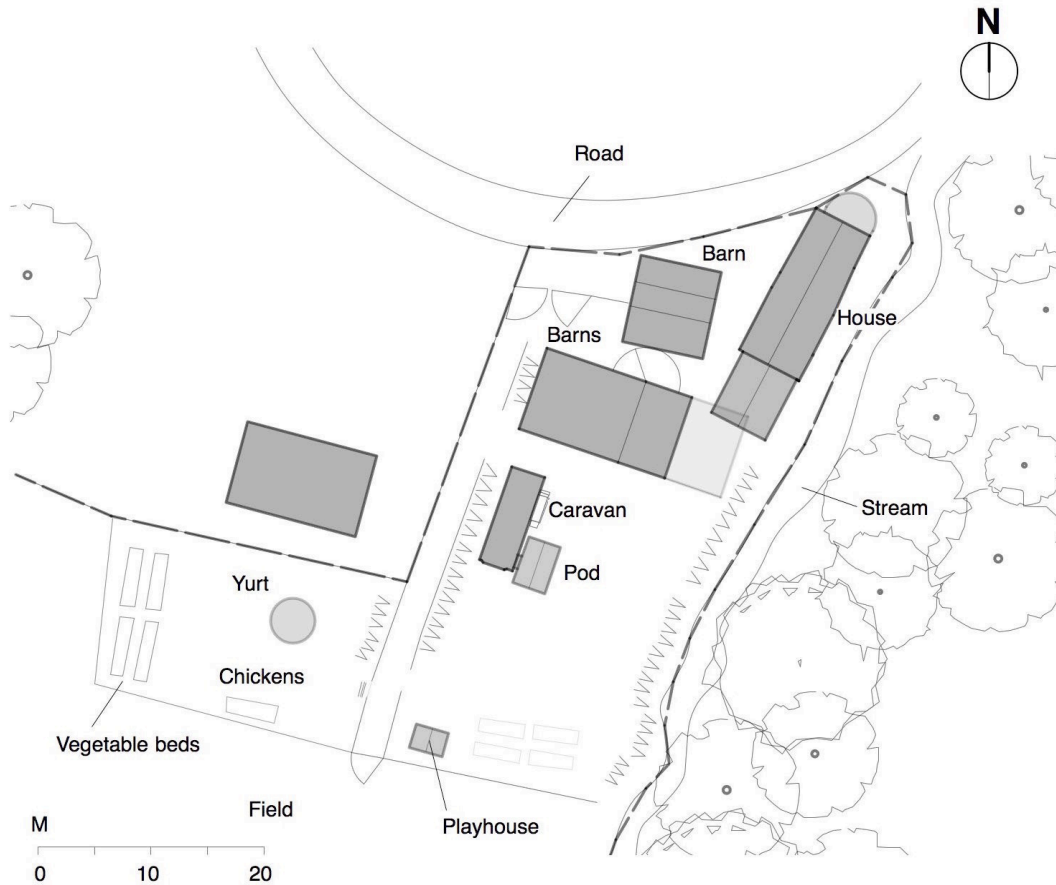 N
Road
Barn
House
Barns
Caravan
Stream
Pod
Yurt
Chickens
Vegetable beds
Field
Playhouse
M
0 10 20